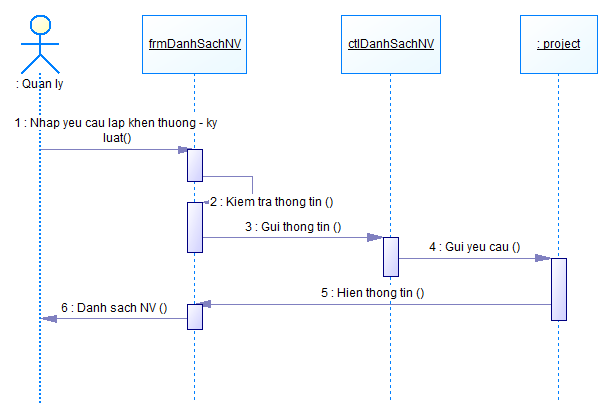 frmDanhSachNV
ctlDanhSachNV
: project
: Quan ly
1 : Nhap yeu cau lap khen thuong - ky
luat()
2 : Kiem tra thong tin ()
3 : Gui thong tin ()
4 : Gui yeu cau ()
5 : Hien thong tin ()
6 : Danh sach NV ()